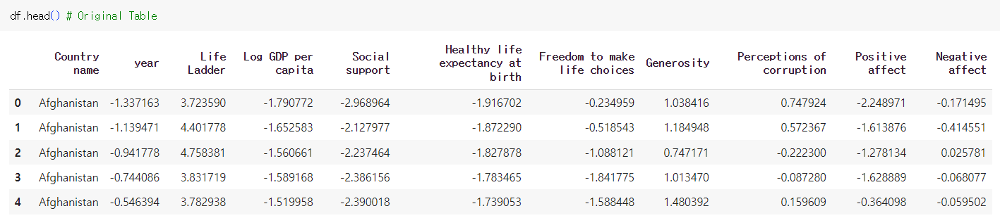 df.head() # Original Table
Country name year Life Ladder Log GDP per capita Social support Healthy life expectancy at birth Freedom to make life choices Generosity Perceptions of corruption Positive affect Negative affect
0 Afghanistan -1.337163 3.723590 -1.790772 -2.968964 -1.916702 -0.234959 1.038416 0.747924 -2.248971 -0.171495
1 Afghanistan -1.139471 4.401778 -1.652583 -2.127977 -1.872290 -0.518543 1.184948 0.572367 -1.613876 -0.414551
2 Afghanistan -0.941778 4.758381 -1.560661 -2.237464 -1.827878 -1.088121 0.747171 -0.222300 -1.278134 0.025781
3 Afghanistan -0.744086 3.831719 -1.589168 -2.386156 -1.783465 -1.841775 1.013470 -0.087280 -1.628889 -0.068077
4 Afghanistan -0.546394 3.782938 -1.519958 -2.390018 -1.739053 -1.588448 1.480392 0.159609 -0.364098 -0.059502